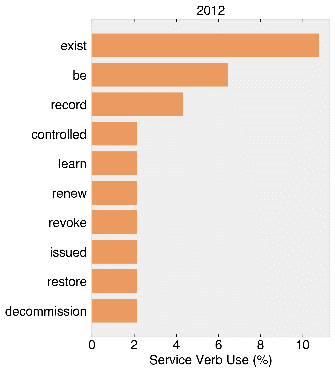 2012
exist
be
record
controlled
learn
renew
revoke
issued
restore
decommission
0 2 4 6 8 10
Service Verb Use (%)